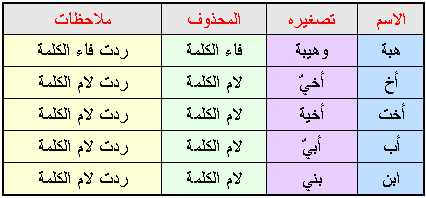 الاسم تصغيره المحذوف ملاحظات
هبة وهيبة فاء الكلمة ردت فاء الكلمة
أخ أخيّ لام الكلمة ردت لام الكلمة
أخت أخية لام الكلمة ردت لام الكلمة
أب أبيّ لام الكلمة ردت لام الكلمة
ابن بني لام الكلمة ردت لام الكلمة